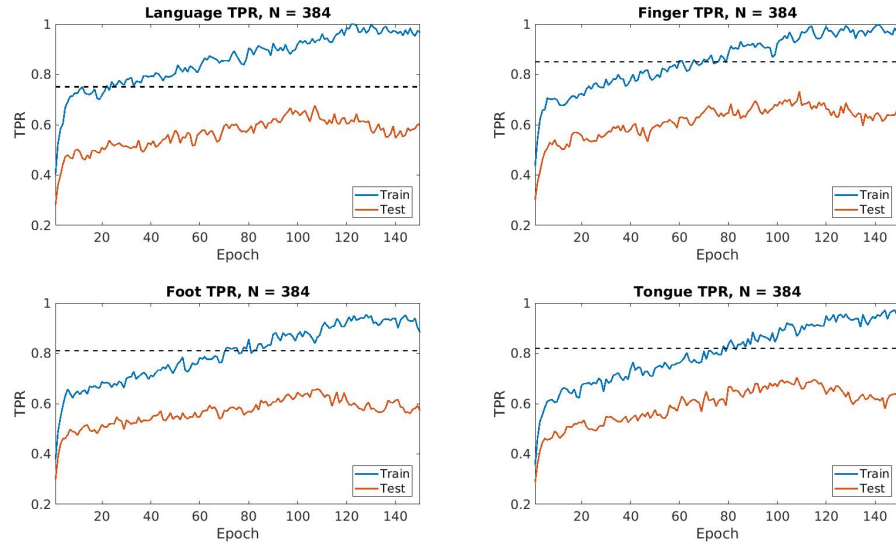 Language TPR, N = 384
1
0.8
0.6
0.4
0.2
TPR
20 40 60 80 100 120 140
Epoch
Train
Test
Finger TPR, N = 384
1
0.8
0.6
0.4
0.2
TPR
20 40 60 80 100 120 140
Epoch
Train
Test
Foot TPR, N = 384
1
0.8
0.6
0.4
0.2
TPR
20 40 60 80 100 120 140
Epoch
Train
Test
Tongue TPR, N = 384
1
0.8
0.6
0.4
0.2
TPR
20 40 60 80 100 120 140
Epoch
Train
Test